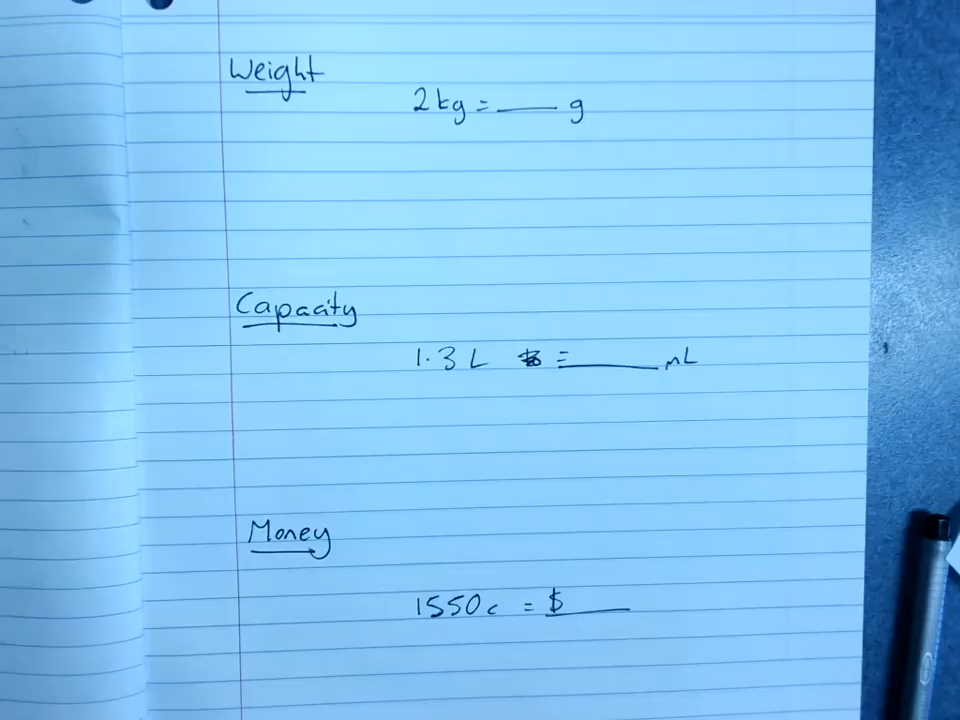 Weight
2kg = ____ g
Capacity
1.3 L = ____ mL
Money
1550c = $____